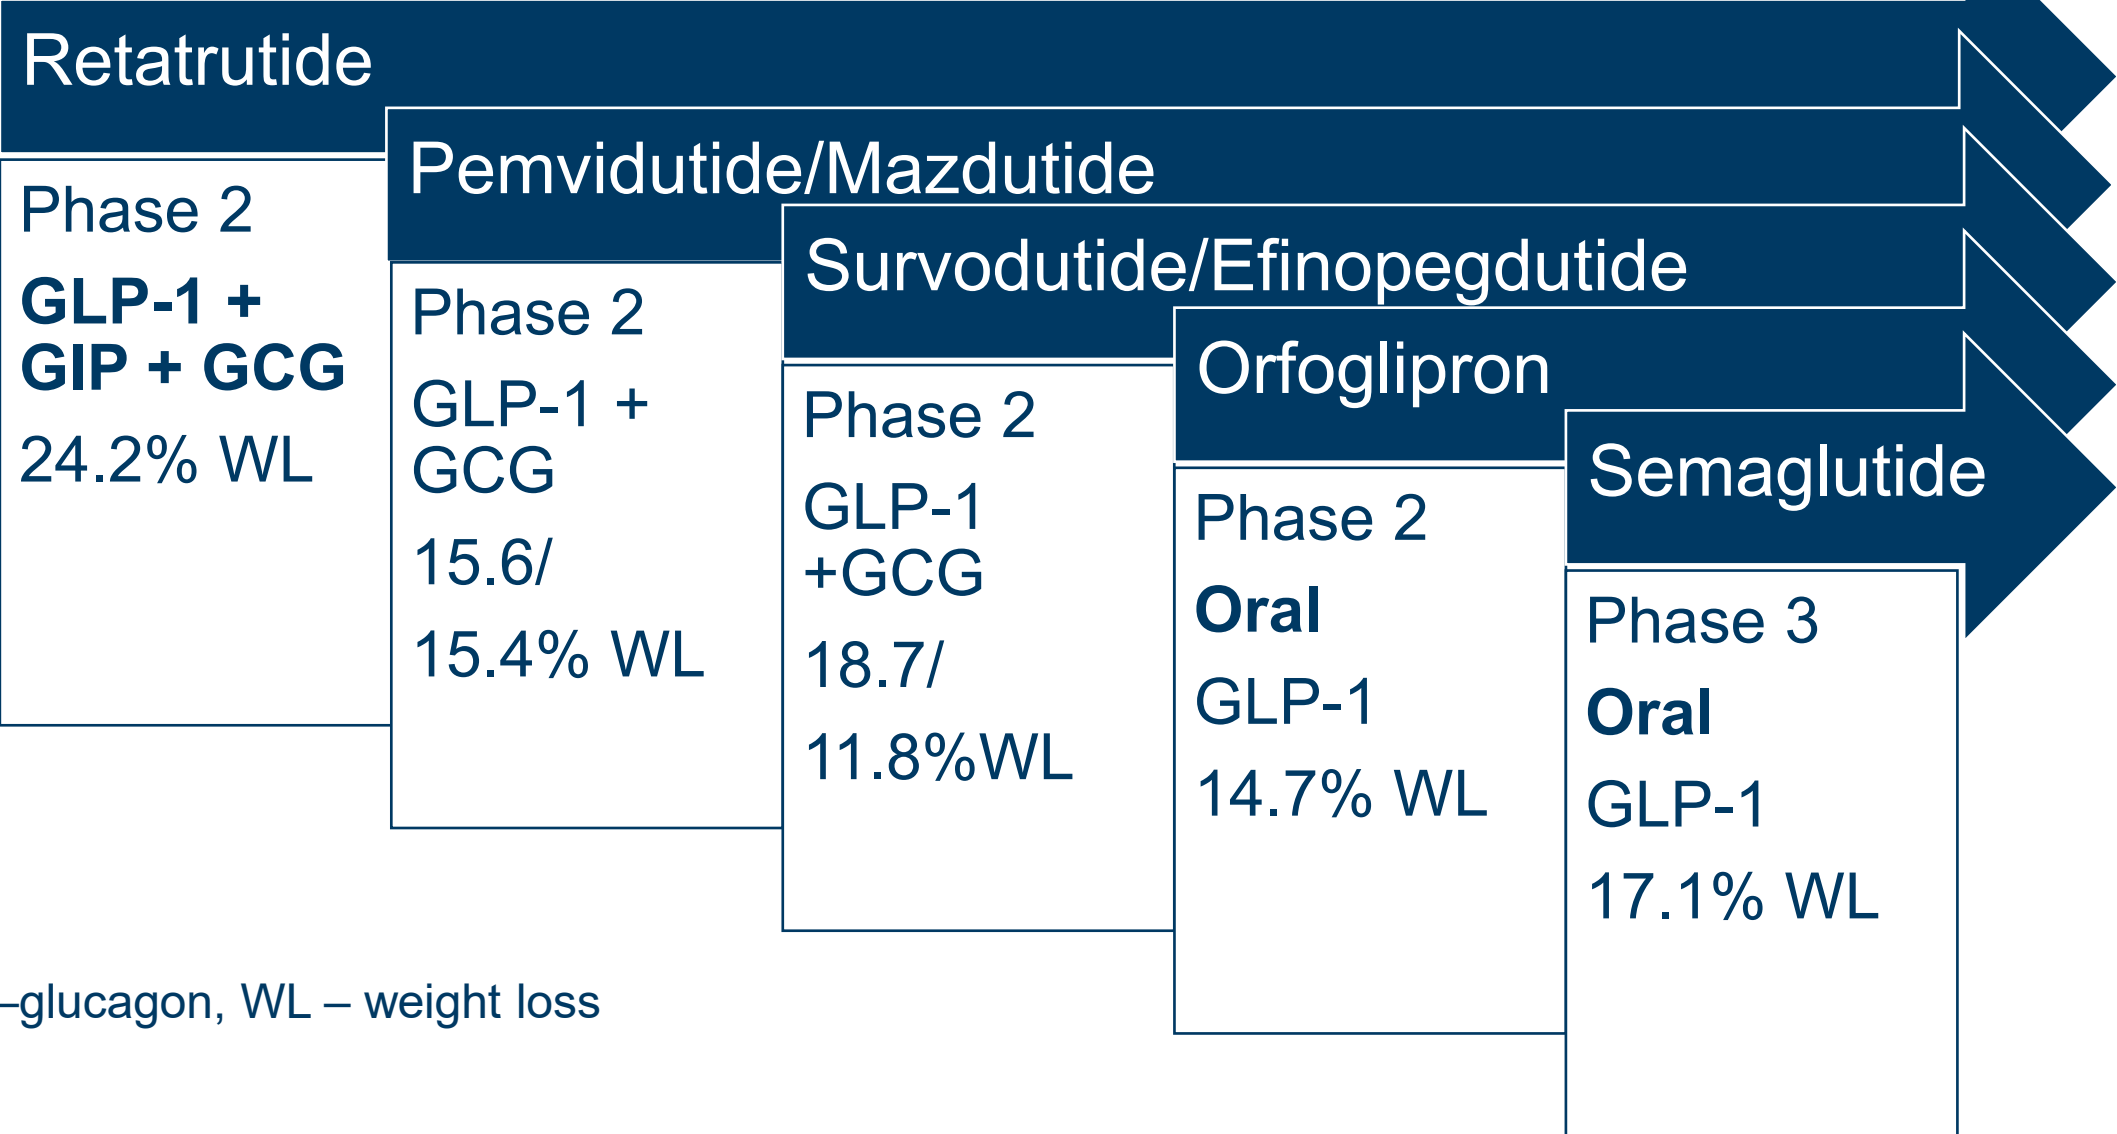 Retatrutide
Phase 2
GLP-1 +
GIP + GCG
24.2% WL
Pemvidutide/Mazdutide
Phase 2
GLP-1 +
GCG
15.6/
15.4% WL
Survodutide/Efinopegdutide
Phase 2
GLP-1
+GCG
18.7/
11.8%WL
Orfoglipron
Phase 2
Oral
GLP-1
14.7% WL
Semaglutide
Phase 3
Oral
GLP-1
17.1% WL
–glucagon, WL – weight loss